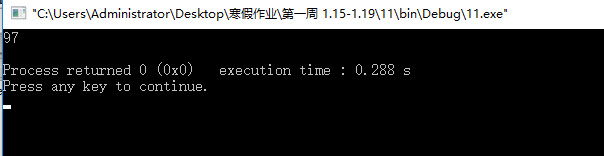 "C:\Users\Administrator\Desktop\寒假作业\第一周 1.15-1.19\11\bin\Debug\11.exe"
97
Process returned 0 (0x0)   execution time : 0.288 s
Press any key to continue.